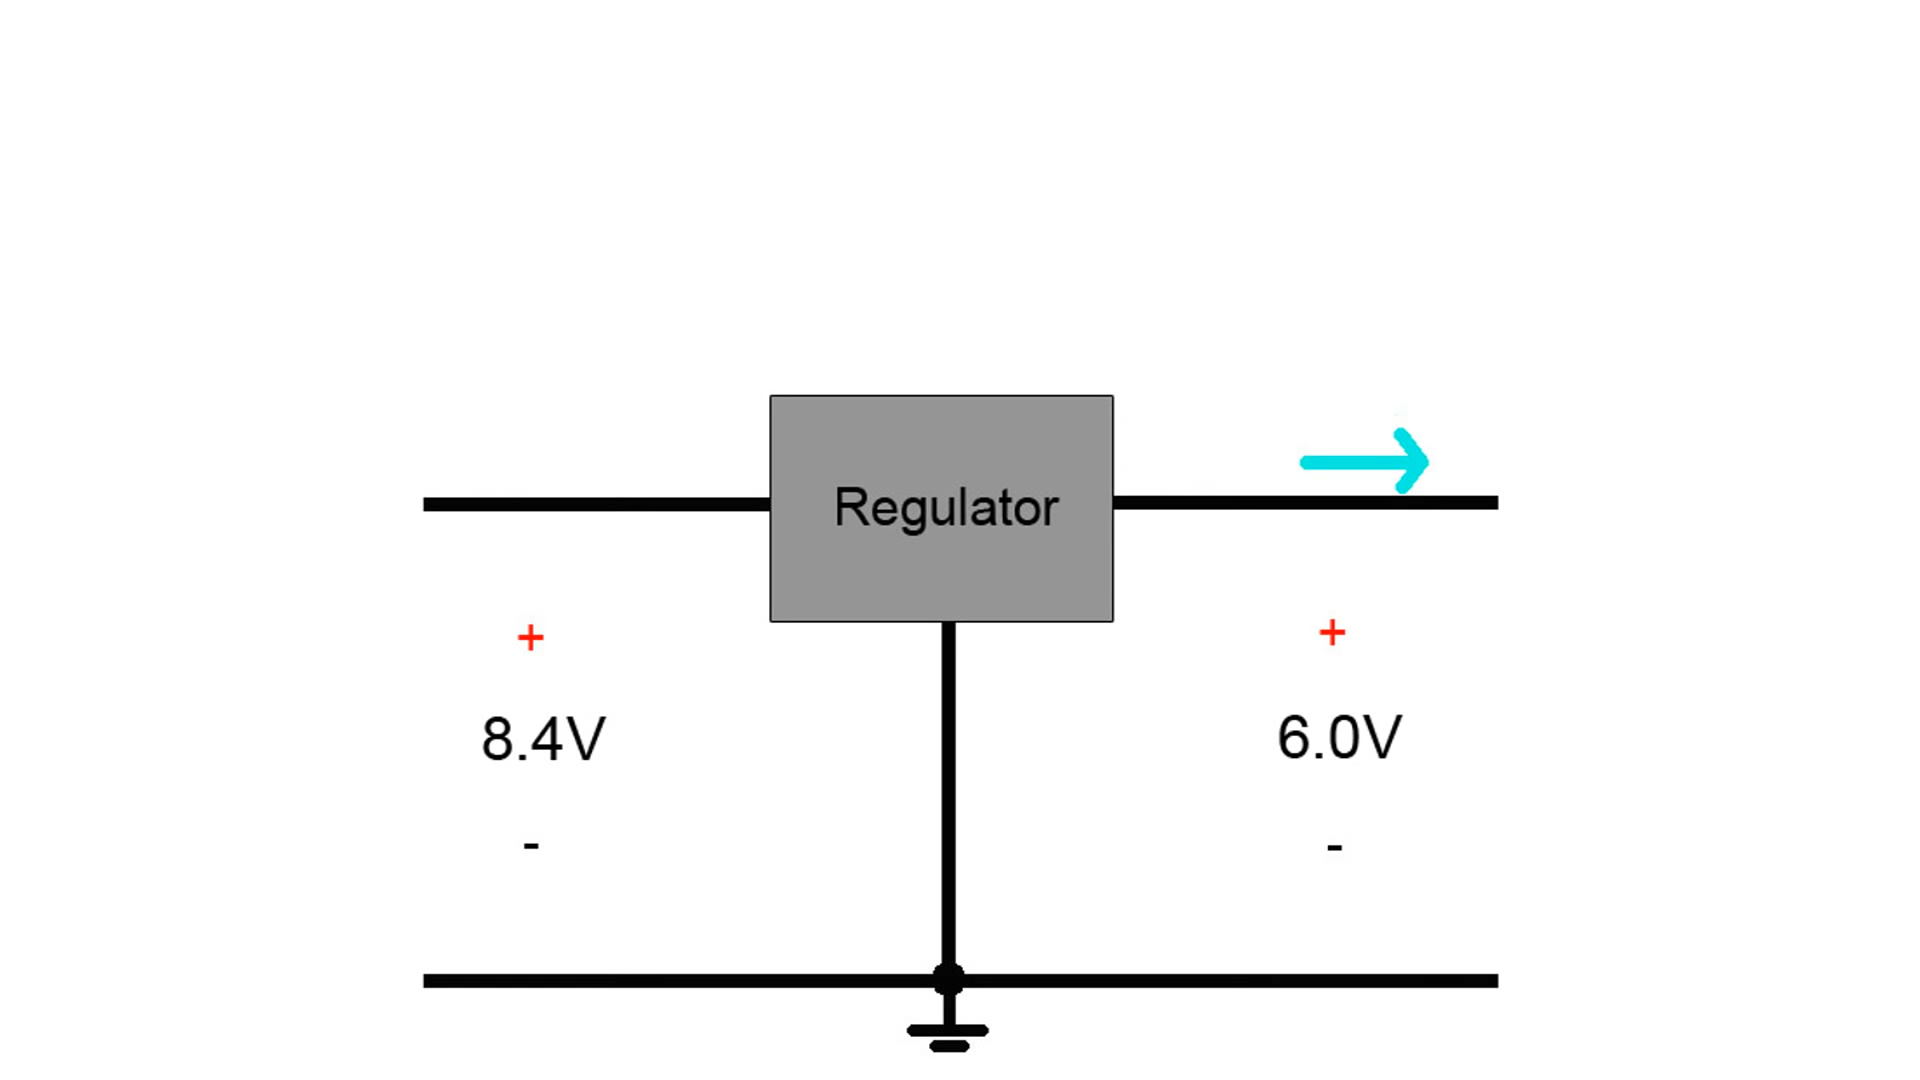 Regulator
+ +
8.4V 6.0V
- -